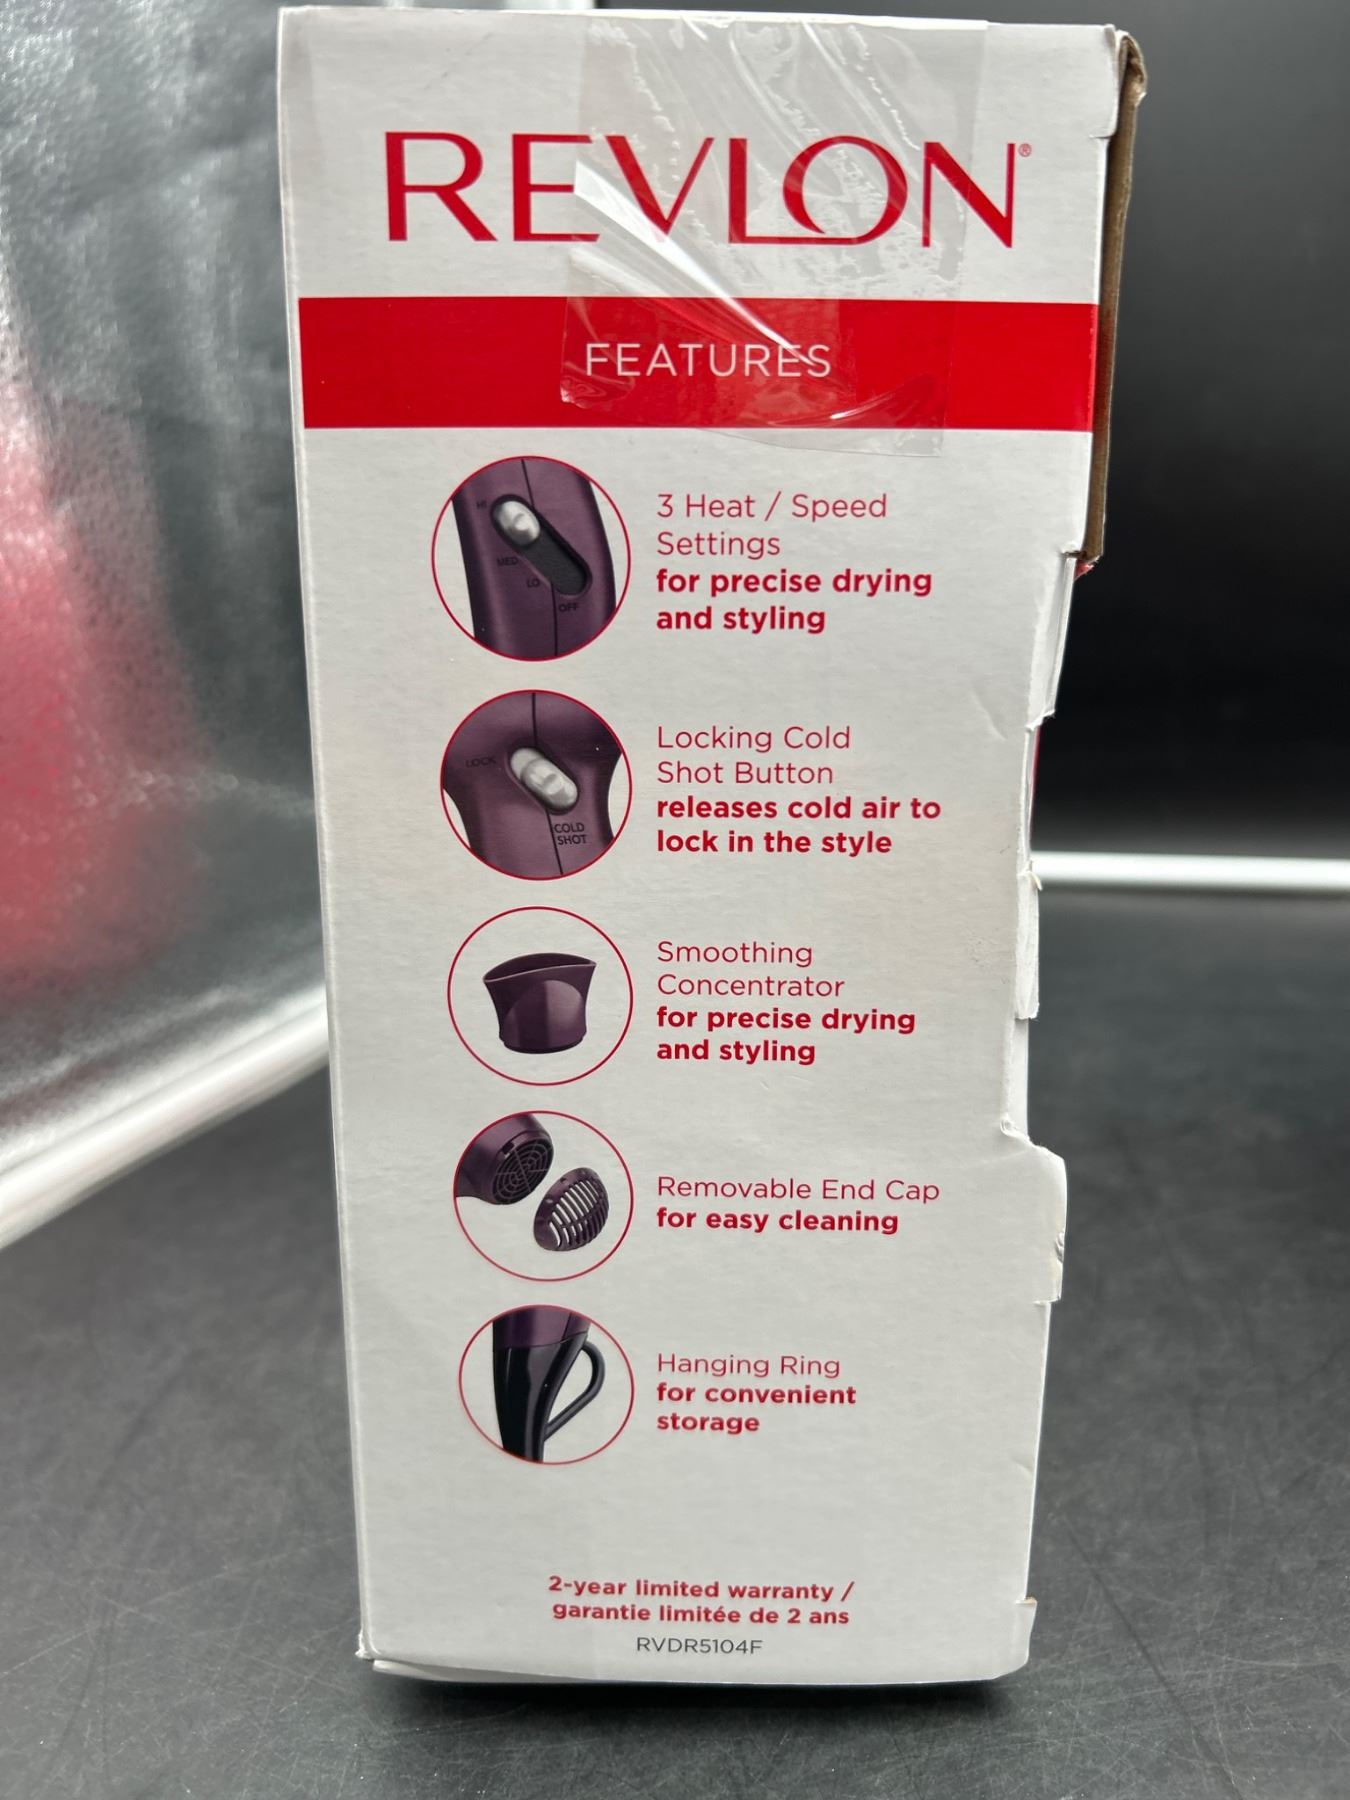 REVLON®
FEATURES
HI
MED
LO
OFF
3 Heat / Speed
Settings
for precise drying
and styling
LOCK
COLD
SHOT
Locking Cold
Shot Button
releases cold air to
lock in the style
Smoothing
Concentrator
for precise drying
and styling
Removable End Cap
for easy cleaning
Hanging Ring
for convenient
storage
2-year limited warranty /
garantie limitée de 2 ans
RVDR5104F